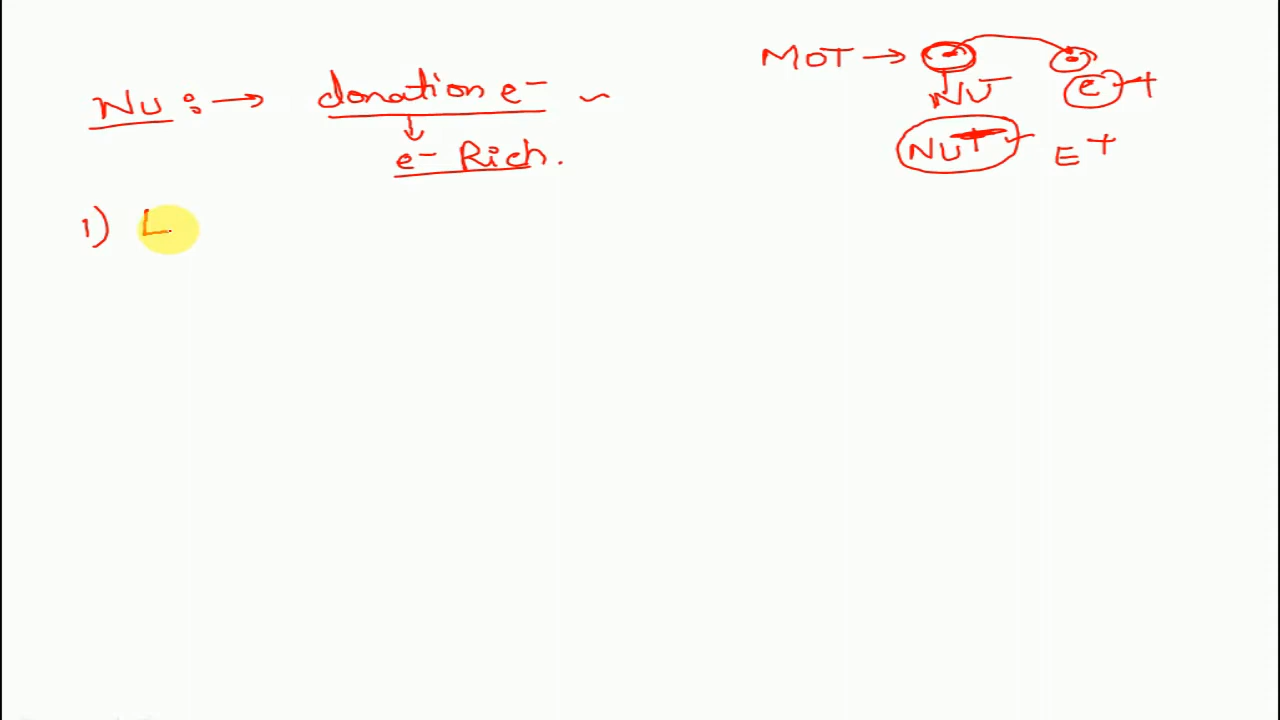 Nu : → donation e-
e- Rich.
1) L
MOT →
Nu- e- +
Nu+ E+